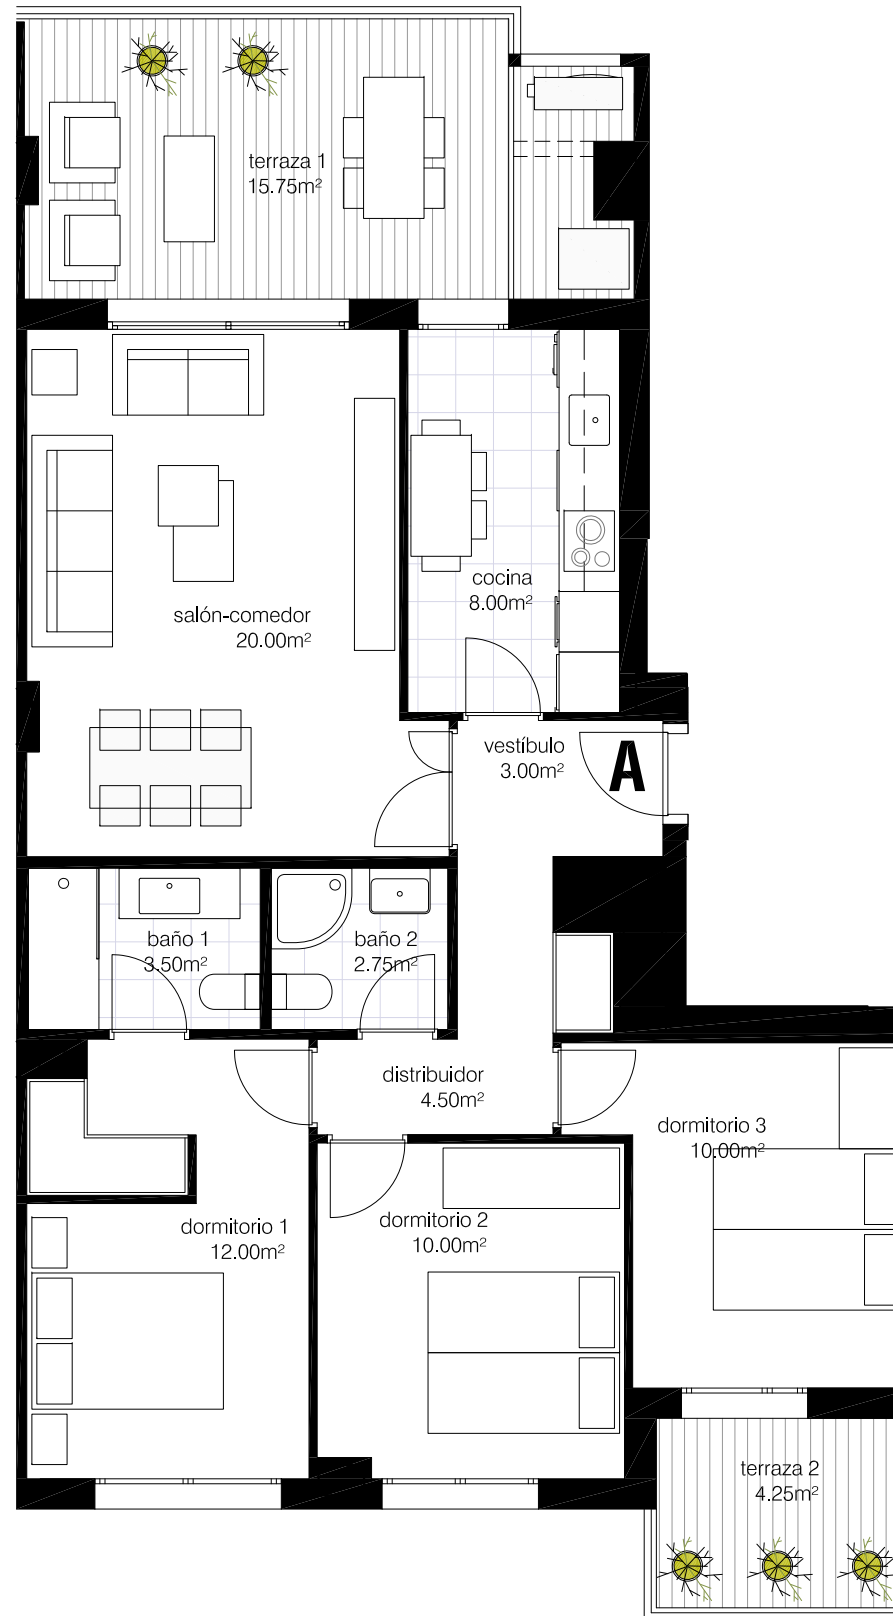 terraza 1
15.75m²
cocina
8.00m²
salón-comedor
20.00m²
vestíbulo
3.00m²
A
baño 1
3.50m²
baño 2
2.75m²
distribuidor
4.50m²
dormitorio 3
10.00m²
dormitorio 1
12.00m²
dormitorio 2
10.00m²
terraza 2
4.25m²